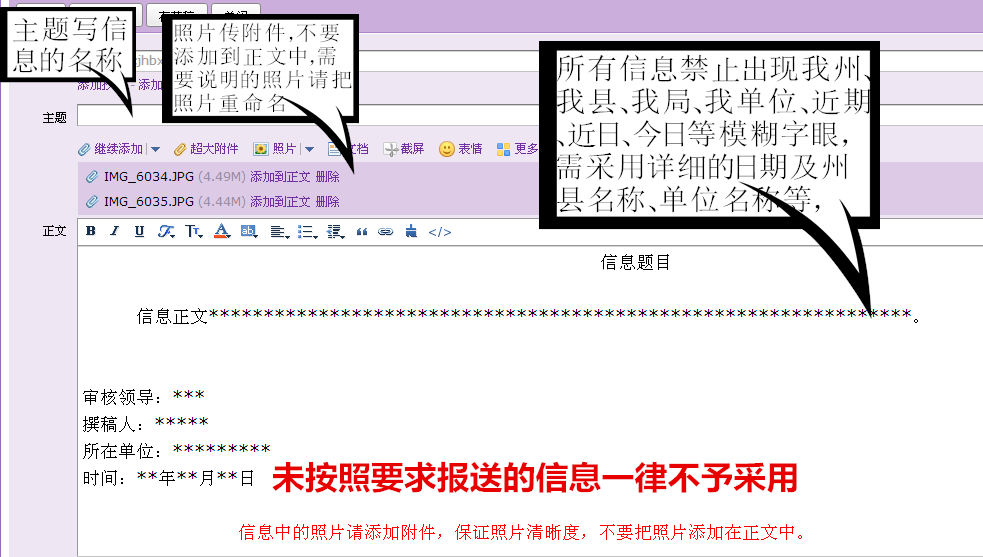 存草稿
关闭
主题写信
息的名称
照片传附件,不要
添加到正文中,需
要说明的照片请把
照片重命名
所有信息禁止出现我州、
我县、我局、我单位、近期
、近日、今日等模糊字眼，
需采用详细的日期及州
县名称、单位名称等，
添加
主题
继续添加 | 超大附件 照片 | 文档 截屏 表情 更多
IMG_6034.JPG (4.49M) 添加到正文 删除
IMG_6035.JPG (4.44M) 添加到正文 删除
正文 B I U
信息题目
信息正文****************************************************************。
审核领导：***
撰稿人：*****
所在单位：*********
时间：**年**月**日
未按照要求报送的信息一律不予采用
信息中的照片请添加附件，保证照片清晰度，不要把照片添加在正文中。